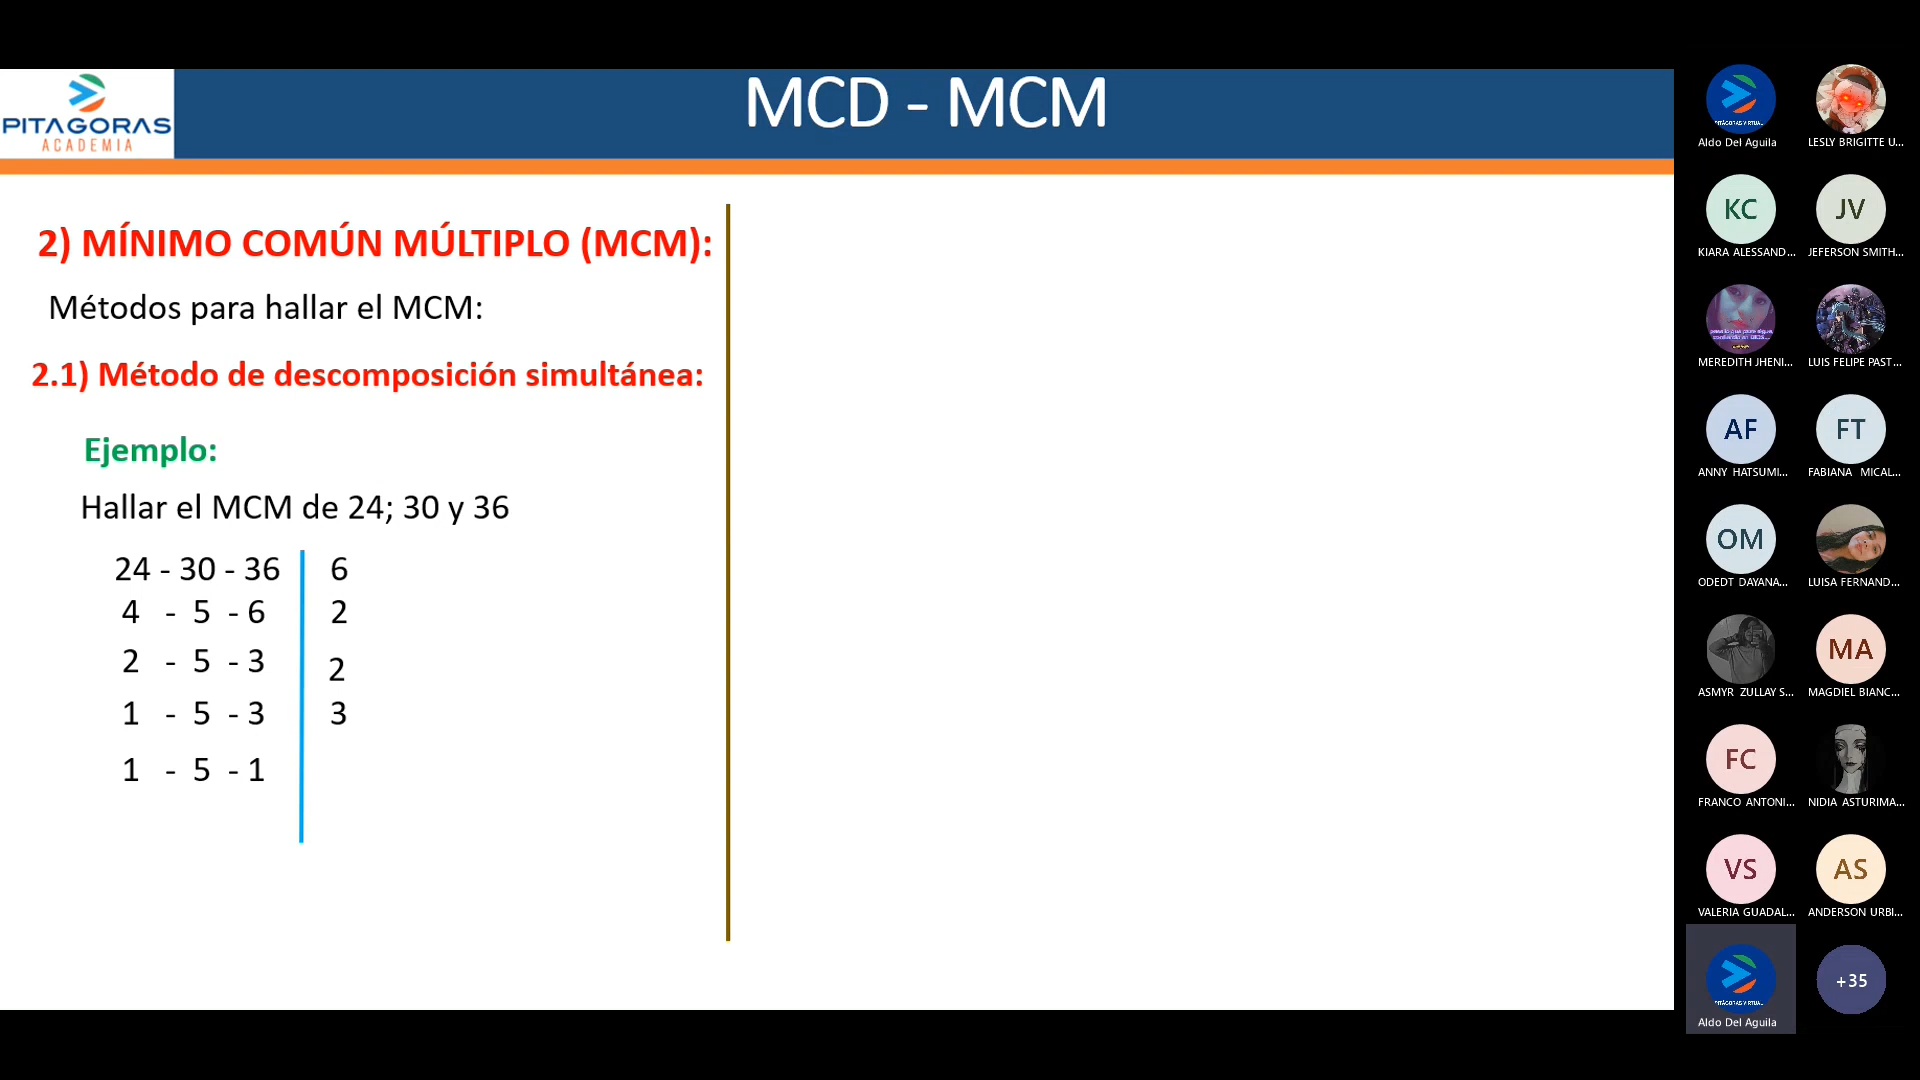 MCD - MCM
PITAGORAS
ACADEMIA
2) MÍNIMO COMÚN MÚLTIPLO (MCM):
Métodos para hallar el MCM:
2.1) Método de descomposición simultánea:
Ejemplo:
Hallar el MCM de 24; 30 y 36
24 - 30 - 36 6
4 - 5 - 6 2
2 - 5 - 3 2
1 - 5 - 3 3
1 - 5 - 1
PITÁGORAS VIRTUAL
Aldo Del Aguila
LESLY BRIGITTE U...
KC
KIARA ALESSAND...
JV
JEFERSON SMITH...
MEREDITH JHENI...
LUIS FELIPE PAST...
AF
ANNY HATSUMI...
FT
FABIANA MICAL...
OM
ODEDT DAYANA...
LUISA FERNAND...
ASMYR ZULLAY S...
MA
MAGDIEL BIANC...
FC
FRANCO ANTONI...
NIDIA ASTURIMA...
VS
VALERIA GUADAL...
AS
ANDERSON URBI...
PITÁGORAS VIRTUAL
Aldo Del Aguila
+35